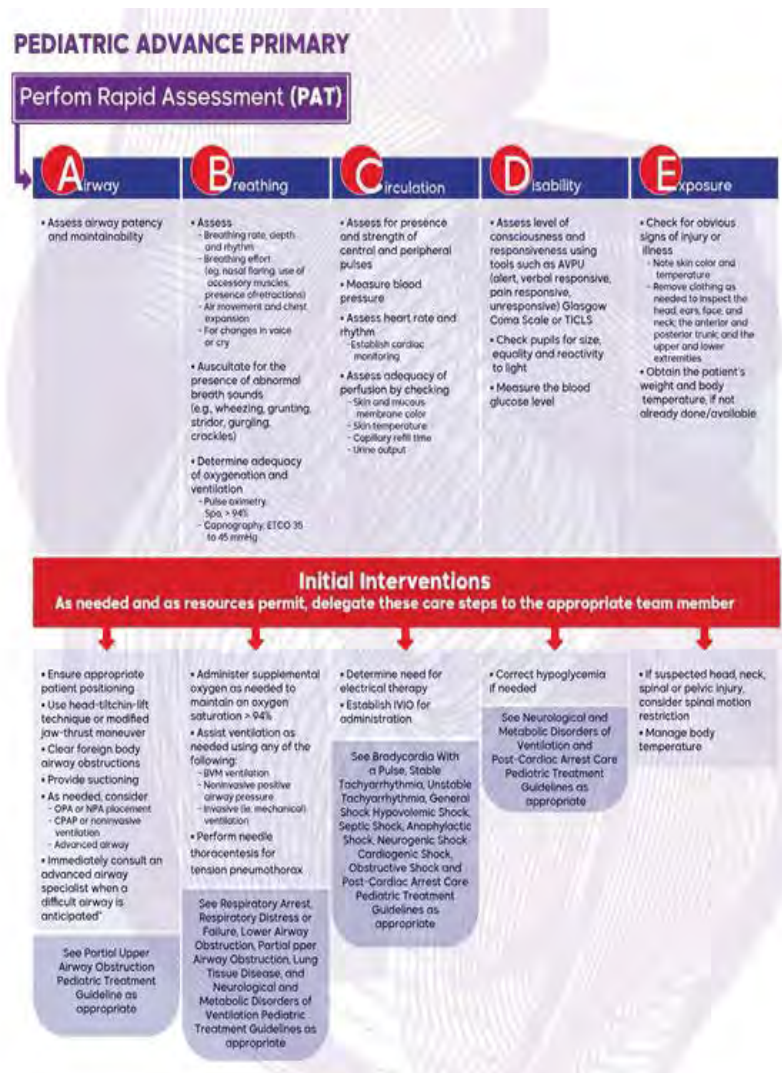 PEDIATRIC ADVANCE PRIMARY
Perfom Rapid Assessment (PAT)
Airway
• Assess airway patency
and maintainability
Breathing
• Assess
- Breathing rate, depth
and rhythm
- Breathing effort
(eg, nasal flaring, use of
accessory muscles,
presence ofretractions)
- Air movement and chest
expansion
- For changes in voice
or cry
• Auscultate for the
presence of abnormal
breath sounds
(e.g., wheezing, grunting,
stridor, gurgling,
crackles)
• Determine adequacy
of oxygenation and
ventilation
- Pulse oximetry.
Spo, > 94%
- Capnography: ETCO 35
to 45 mmHg
Circulation
• Assess for presence
and strength of
central and peripheral
pulses
• Measure blood
pressure
• Assess heart rate and
rhythm
-Establish cardiac
monitoring
• Assess adequacy of
perfusion by checking
- Skin and mucous
membrane color
- Skin temperature
- Capillary refill time
- Urine output
Disability
• Assess level of
consciousness and
responsiveness using
tools such as AVPU
(alert, verbal responsive,
pain responsive,
unresponsive) Glasgow
Coma Scale or TICLS
• Check pupils for size,
equality and reactivity
to light
• Measure the blood
glucose level
Exposure
• Check for obvious
signs of injury or
illness
- Note skin color and
temperature
- Remove clothing as
needed to inspect the
head, ears, face, and
neck; the anterior and
posterior trunk; and the
upper and lower
extremities
• Obtain the patient's
weight and body
temperature, if not
already done/available
Initial Interventions
As needed and as resources permit, delegate these care steps to the appropriate team member
• Ensure appropriate
patient positioning
• Use head-tiltchin-lift
technique or modified
jaw-thrust maneuver
• Clear foreign body
airway obstructions
• Provide suctioning
• As needed, consider
- OPA or NPA placement
- CPAP or noninvasive
ventilation
- Advanced airway
• Immediately consult an
advanced airway
specialist when a
difficult airway is
anticipated*
See Partial Upper
Airway Obstruction
Pediatric Treatment
Guideline as
appropriate
• Administer supplemental
oxygen as needed to
maintain an oxygen
saturation > 94%
• Assist ventilation as
needed using any of the
following:
- BVM ventilation
- Noninvasive positive
airway pressure
- Invasive (ie, mechanical)
ventilation
• Perform needle
thoracentesis for
tension pneumothorax
See Respiratory Arrest,
Respiratory Distress or
Failure, Lower Airway
Obstruction, Partial pper
Airway Obstruction, Lung
Tissue Disease, and
Neurological and
Metabolic Disorders of
Ventilation Pediatric
Treatment Guidelines as
appropriate
• Determine need for
electrical therapy
• Establish IVIO for
administration
See Bradycardia With
a Pulse, Stable
Tachyarrhythmia, Unstable
Tachyarrhythmia, General
Shock Hypovolemic Shock,
Septic Shock, Anaphylactic
Shock, Neurogenic Shock
Cardiogenic Shock,
Obstructive Shock and
Post-Cardiac Arrest Care
Pediatric Treatment
Guidelines as
appropriate
• Correct hypoglycemia
if needed
See Neurological and
Metabolic Disorders of
Ventilation and
Post-Cardiac Arrest Care
Pediatric Treatment
Guidelines as
appropriate
• If suspected head, neck,
spinal or pelvic injury,
consider spinal motion
restriction
• Manage body
temperature